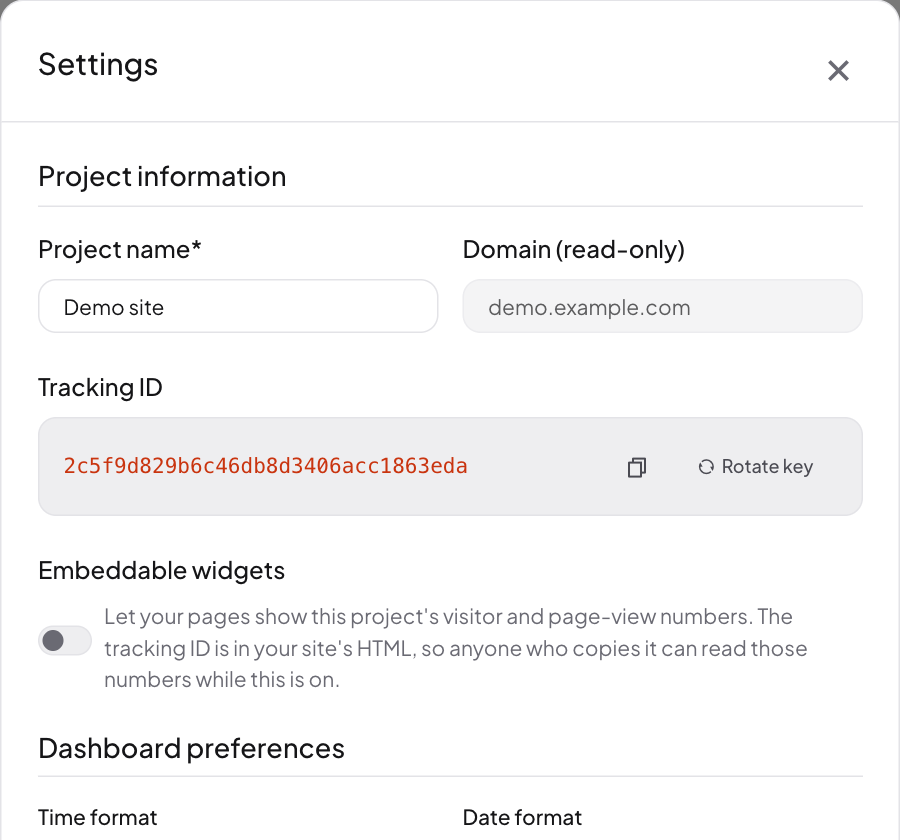 Settings
Project information
Project name*
Domain (read-only)
Demo site
demo.example.com
Tracking ID
2c5f9d829b6c46db8d3406acc1863eda
Rotate key
Embeddable widgets
Let your pages show this project's visitor and page-view numbers. The
tracking ID is in your site's HTML, so anyone who copies it can read those
numbers while this is on.
Dashboard preferences
Time format
Date format